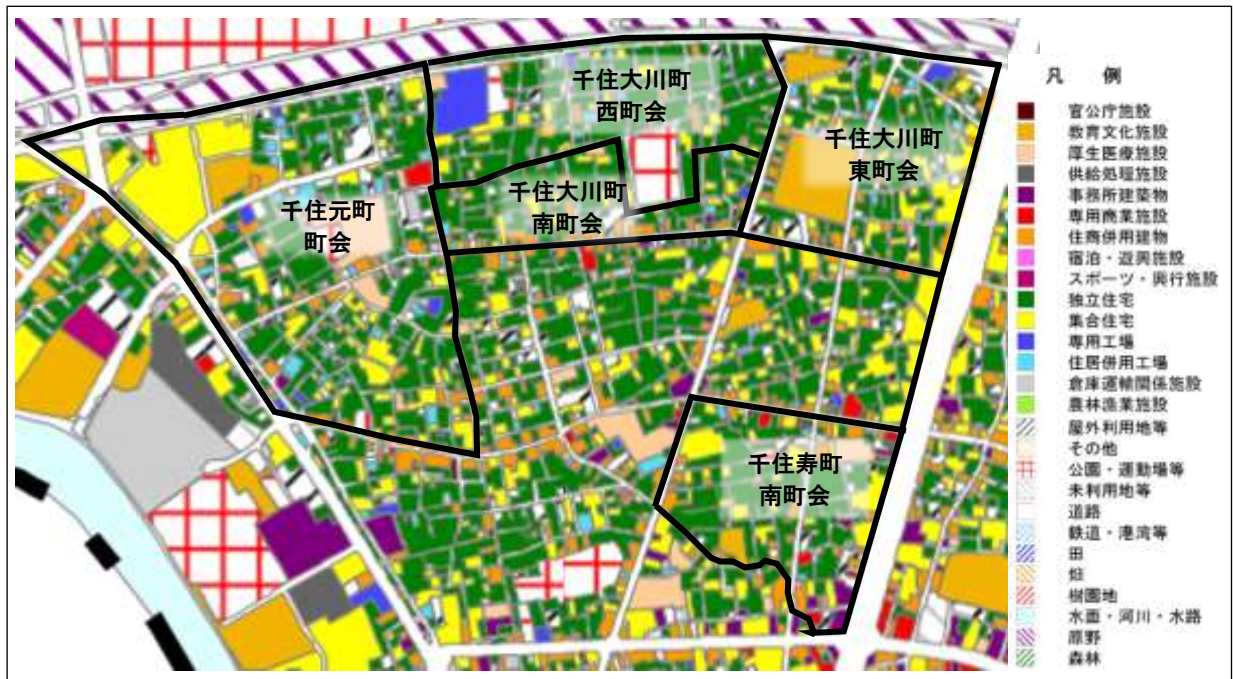 千住大川町
西町会
千住大川町
東町会
千住大川町
南町会
千住元町
町会
千住寿町
南町会
凡 例
官公庁施設
教育文化施設
厚生医療施設
供給処理施設
事務所建築物
専用商業施設
住商併用建物
宿泊・遊興施設
スポーツ・興行施設
独立住宅
集合住宅
専用工場
住居併用工場
倉庫運輸関係施設
農林漁業施設
屋外利用地等
その他
公園・運動場等
未利用地等
道路
鉄道・港湾等
田
畑
樹園地
水面・河川・水路
原野
森林